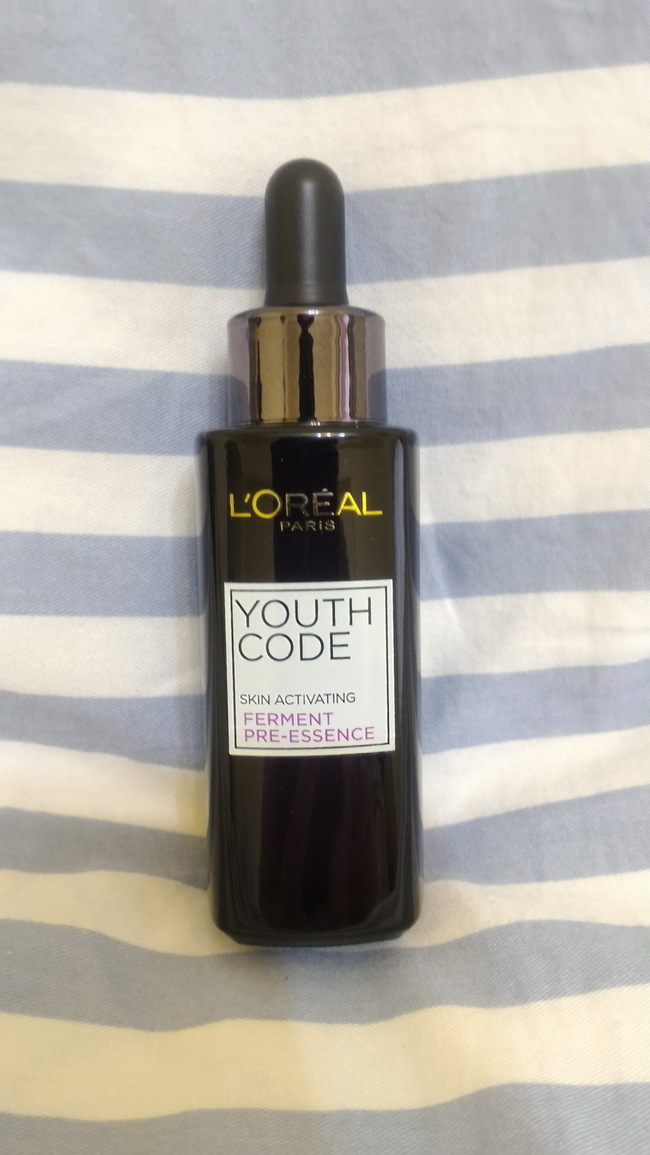 L'ORÉAL
PARIS
YOUTH
CODE
SKIN ACTIVATING
FERMENT
PRE-ESSENCE